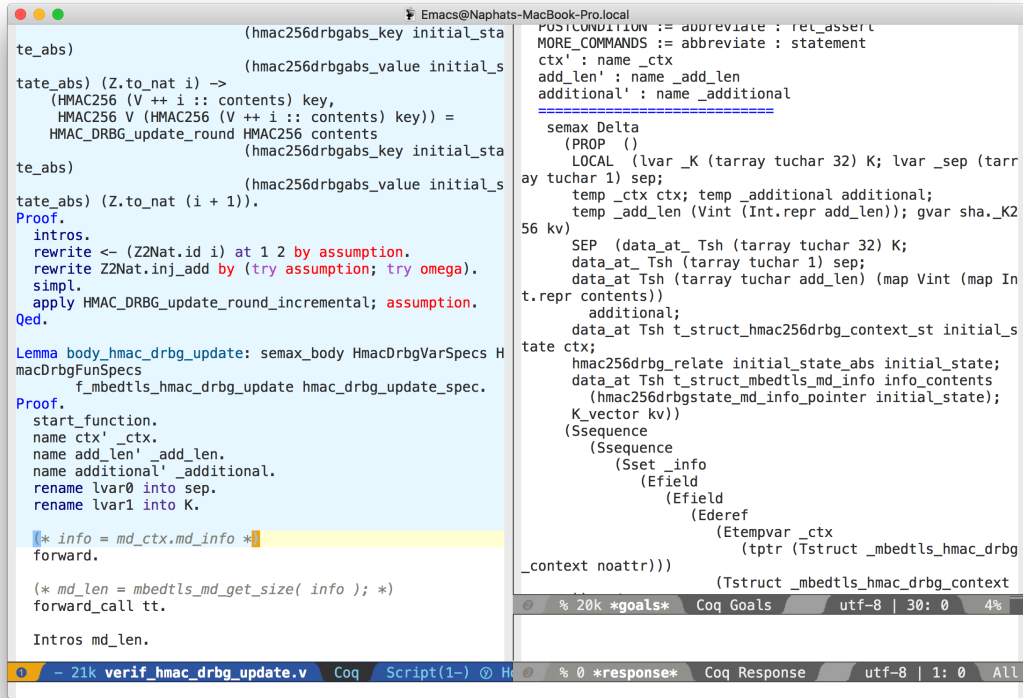 Emacs@Naphats-MacBook-Pro.local
(hmac256drbgabs_key initial_sta
te_abs)
(hmac256drbgabs_value initial_s
tate_abs) (Z.to_nat i) ->
(HMAC256 (V ++ i :: contents) key,
HMAC256 V (HMAC256 (V ++ i :: contents) key)) =
HMAC_DRBG_update_round HMAC256 contents
(hmac256drbgabs_key initial_sta
te_abs)
(hmac256drbgabs_value initial_s
tate_abs) (Z.to_nat (i + 1)).
Proof.
intros.
rewrite <- (Z2Nat.id i) at 1 2 by assumption.
rewrite Z2Nat.inj_add by (try assumption; try omega).
simpl.
apply HMAC_DRBG_update_round_incremental; assumption.
Qed.
Lemma body_hmac_drbg_update: semax_body HmacDrbgVarSpecs H
macDrbgFunSpecs
f_mbedtls_hmac_drbg_update hmac_drbg_update_spec.
Proof.
start_function.
name ctx' _ctx.
name add_len' _add_len.
name additional' _additional.
rename lvar0 into sep.
rename lvar1 into K.
(* info = md_ctx.md_info *)
forward.
(* md_len = mbedtls_md_get_size( info ); *)
forward_call tt.
Intros md_len.
- 21k verif_hmac_drbg_update.v Coq Script(1-)
POSTCONDITION := abbreviate : ret_assert
MORE_COMMANDS := abbreviate : statement
ctx' : name _ctx
add_len' : name _add_len
additional' : name _additional
============================
semax Delta
(PROP ()
LOCAL (lvar _K (tarray tuchar 32) K; lvar _sep (tarr
ay tuchar 1) sep;
temp _ctx ctx; temp _additional additional;
temp _add_len (Vint (Int.repr add_len)); gvar sha._K2
56 kv)
SEP (data_at_ Tsh (tarray tuchar 32) K;
data_at_ Tsh (tarray tuchar 1) sep;
data_at Tsh (tarray tuchar add_len) (map Vint (map In
t.repr contents))
additional;
data_at Tsh t_struct_hmac256drbg_context_st initial_s
tate ctx;
hmac256drbg_relate initial_state_abs initial_state;
data_at Tsh t_struct_mbedtls_md_info info_contents
(hmac256drbgstate_md_info_pointer initial_state);
K_vector kv))
(Ssequence
(Ssequence
(Sset _info
(Efield
(Efield
(Ederef
(Etempvar _ctx
(tptr (Tstruct _mbedtls_hmac_drbg
_context noattr)))
(Tstruct _mbedtls_hmac_drbg_context
% 20k *goals* Coq Goals utf-8 | 30: 0 4%
% 0 *response* Coq Response utf-8 | 1: 0 All